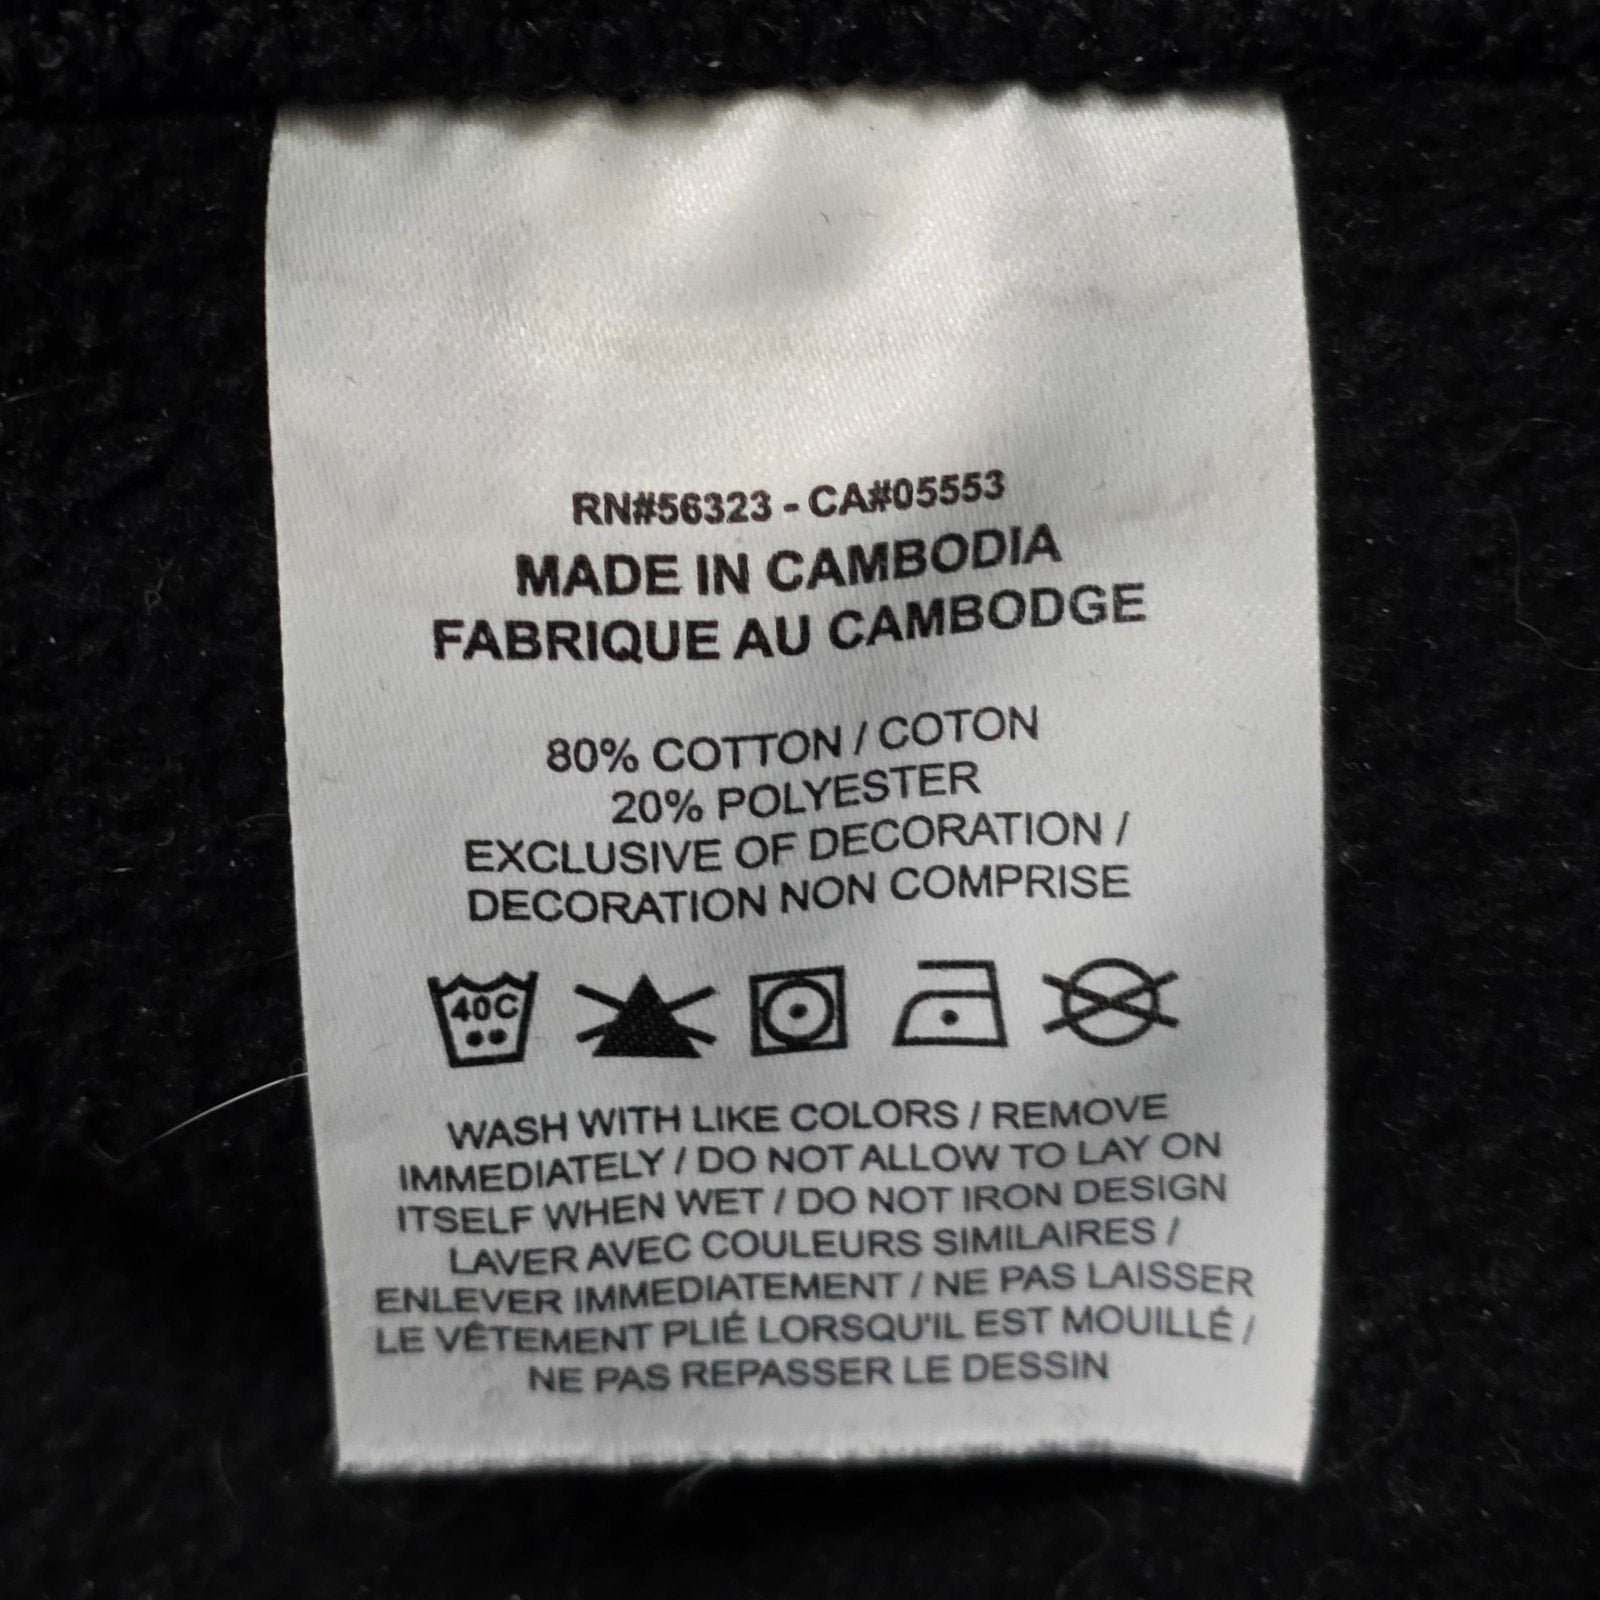 RN#56323 - CA#05553
MADE IN CAMBODIA
FABRIQUE AU CAMBODGE
80% COTTON / COTON
20% POLYESTER
EXCLUSIVE OF DECORATION /
DECORATION NON COMPRISE
40C
WASH WITH LIKE COLORS / REMOVE
IMMEDIATELY / DO NOT ALLOW TO LAY ON
ITSELF WHEN WET / DO NOT IRON DESIGN
LAVER AVEC COULEURS SIMILAIRES /
ENLEVER IMMEDIATEMENT / NE PAS LAISSER
LE VÊTEMENT PLIÉ LORSQU'IL EST MOUILLÉ /
NE PAS REPASSER LE DESSIN